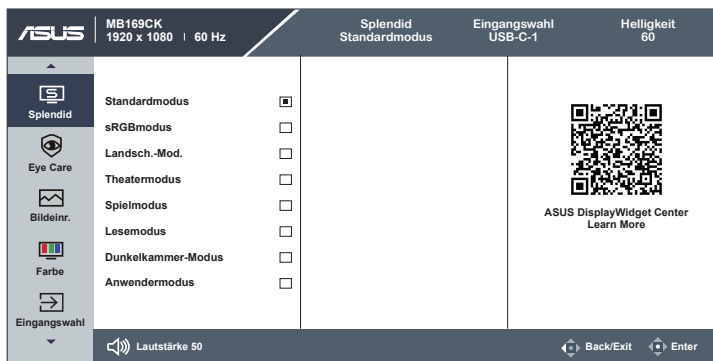 ASUS
MB169CK
1920 x 1080 | 60 Hz
Splendid
Standardmodus
Eingangswahl
USB-C-1
Helligkeit
60
Splendid
Eye Care
Bildeinr.
Farbe
Eingangswahl
Standardmodus
sRGBmodus
Landsch.-Mod.
Theatermodus
Spielmodus
Lesemodus
Dunkelkammer-Modus
Anwendermodus
ASUS DisplayWidget Center
Learn More
Lautstärke 50
Back/Exit
Enter